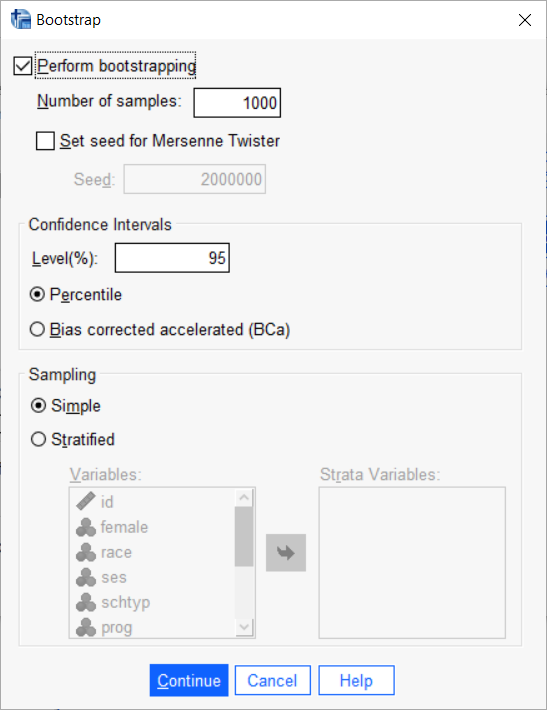 Bootstrap
Perform bootstrapping
Number of samples: 1000
Set seed for Mersenne Twister
Seed: 2000000
Confidence Intervals
Level(%): 95
Percentile
Bias corrected accelerated (BCa)
Sampling
Simple
Stratified
Variables: Strata Variables:
id
female
race
ses
schtyp
prog
Continue Cancel Help